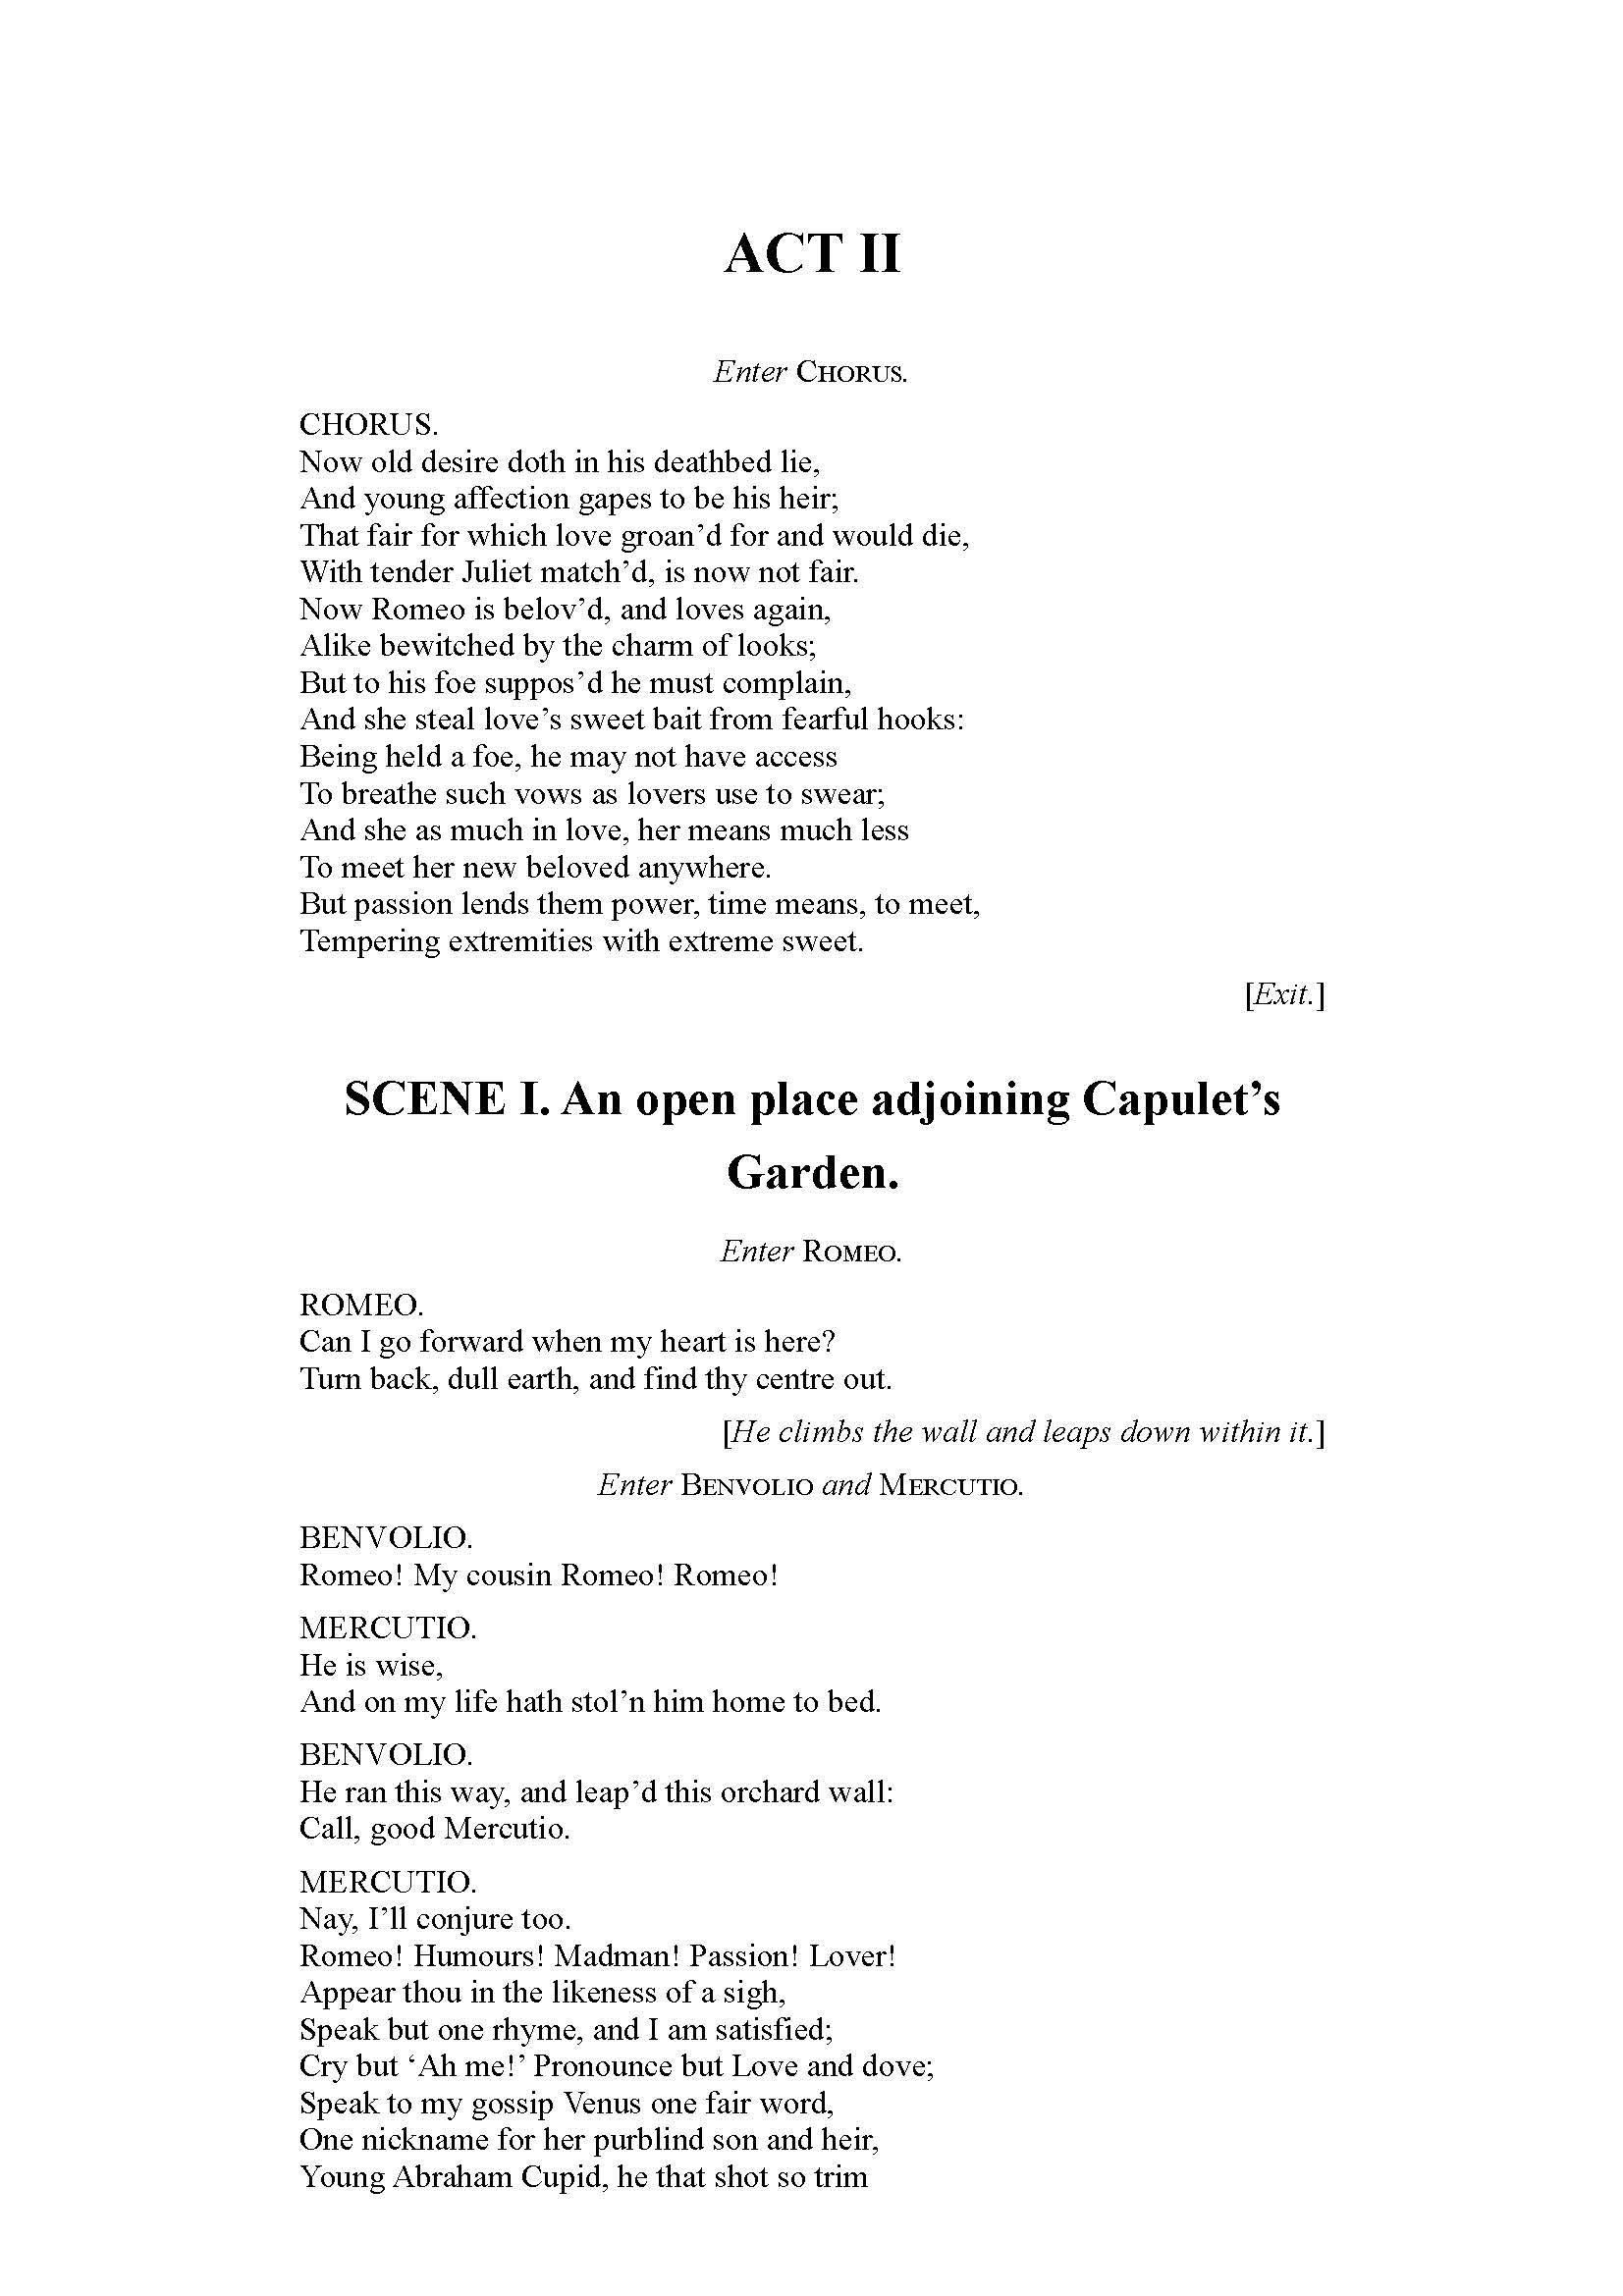 ACT II
Enter CHORUS.
CHORUS.
Now old desire doth in his deathbed lie,
And young affection gapes to be his heir;
That fair for which love groan’d for and would die,
With tender Juliet match’d, is now not fair.
Now Romeo is belov’d, and loves again,
Alike bewitched by the charm of looks;
But to his foe suppos’d he must complain,
And she steal love’s sweet bait from fearful hooks:
Being held a foe, he may not have access
To breathe such vows as lovers use to swear;
And she as much in love, her means much less
To meet her new beloved anywhere.
But passion lends them power, time means, to meet,
Tempering extremities with extreme sweet.
[Exit.]
SCENE I. An open place adjoining Capulet’s
Garden.
Enter ROMEO.
ROMEO.
Can I go forward when my heart is here?
Turn back, dull earth, and find thy centre out.
[He climbs the wall and leaps down within it.]
Enter BENVOLIO and MERCUTIO.
BENVOLIO.
Romeo! My cousin Romeo! Romeo!
MERCUTIO.
He is wise,
And on my life hath stol’n him home to bed.
BENVOLIO.
He ran this way, and leap’d this orchard wall:
Call, good Mercutio.
MERCUTIO.
Nay, I’ll conjure too.
Romeo! Humours! Madman! Passion! Lover!
Appear thou in the likeness of a sigh,
Speak but one rhyme, and I am satisfied;
Cry but ‘Ah me!’ Pronounce but Love and dove;
Speak to my gossip Venus one fair word,
One nickname for her purblind son and heir,
Young Abraham Cupid, he that shot so trim